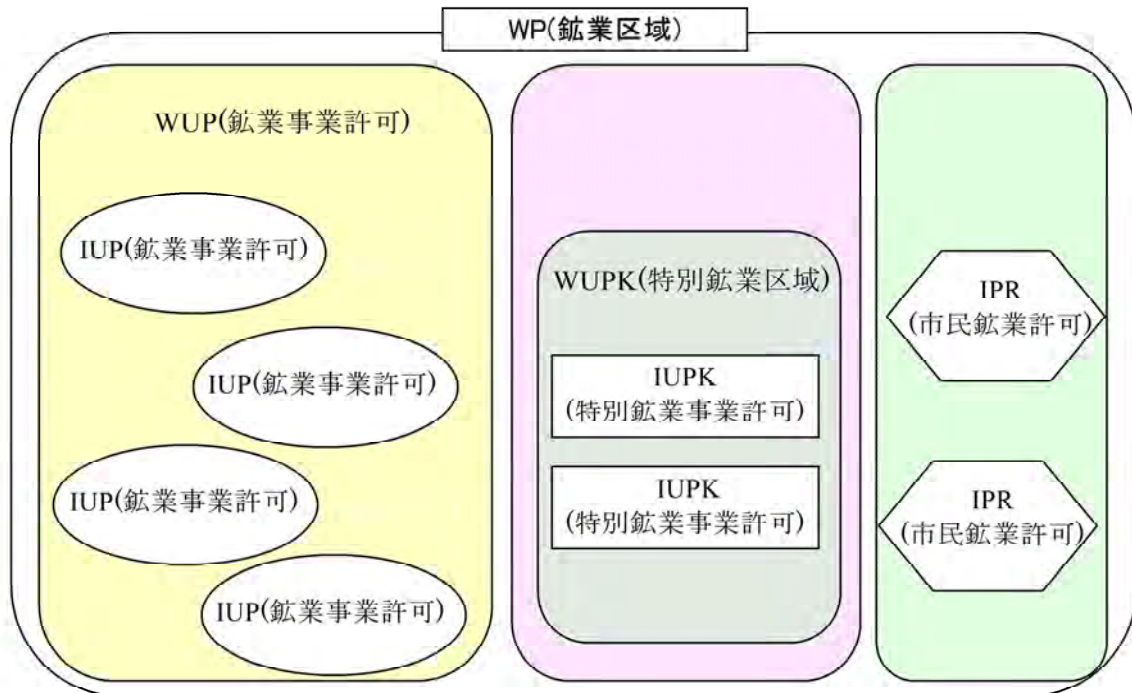 WP(鉱業区域)
WUP(鉱業事業許可)
IUP(鉱業事業許可)
IUP(鉱業事業許可)
IUP(鉱業事業許可)
IUP(鉱業事業許可)
WUPK(特別鉱業区域)
IUPK
(特別鉱業事業許可)
IUPK
(特別鉱業事業許可)
IPR
(市民鉱業許可)
IPR
(市民鉱業許可)